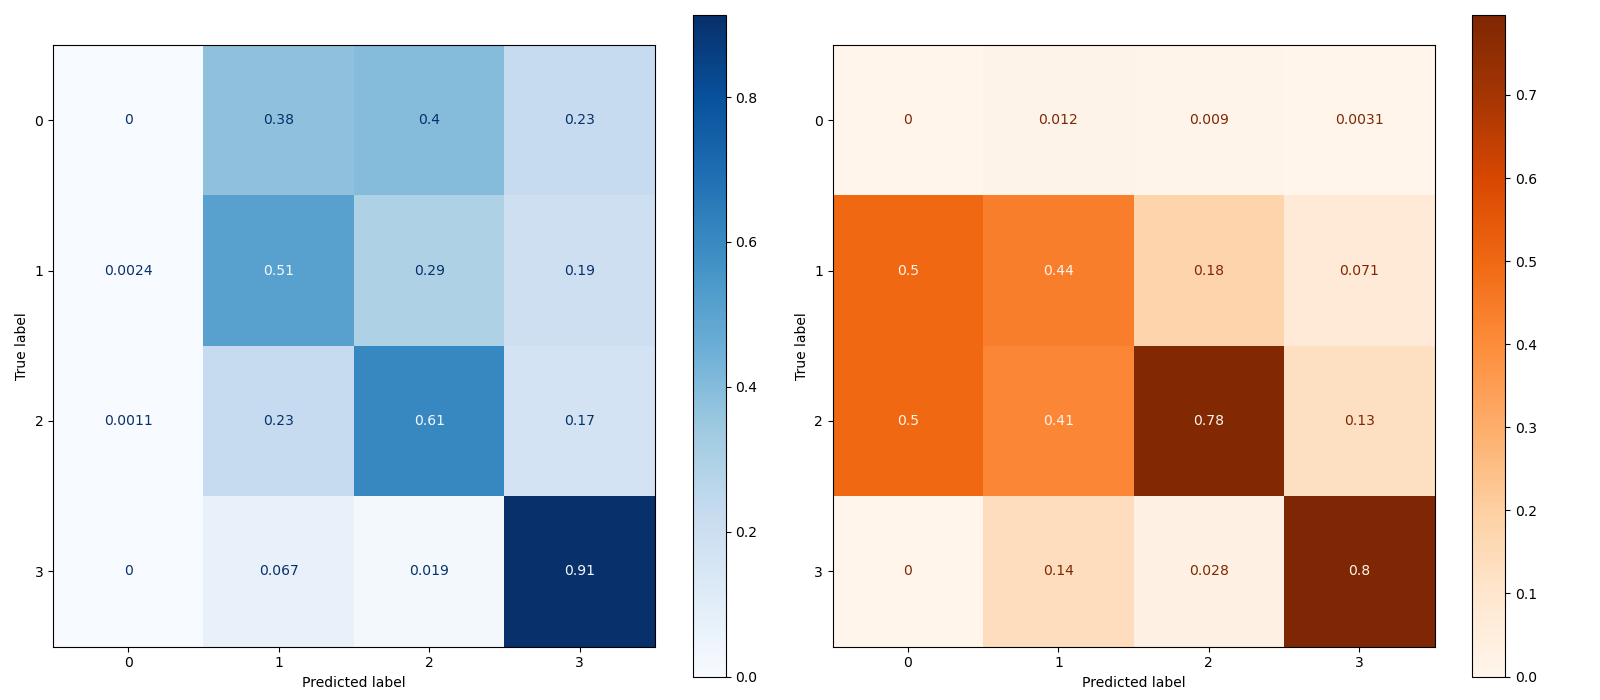 0 0 0.38 0.4 0.23
1 0.0024 0.51 0.29 0.19
2 0.0011 0.23 0.61 0.17
3 0 0.067 0.019 0.91
0 1 2 3
Predicted label
True label
0.8
0.6
0.4
0.2
0.0
0 0 0.012 0.009 0.0031
1 0.5 0.44 0.18 0.071
2 0.5 0.41 0.78 0.13
3 0 0.14 0.028 0.8
0 1 2 3
Predicted label
True label
0.7
0.6
0.5
0.4
0.3
0.2
0.1
0.0